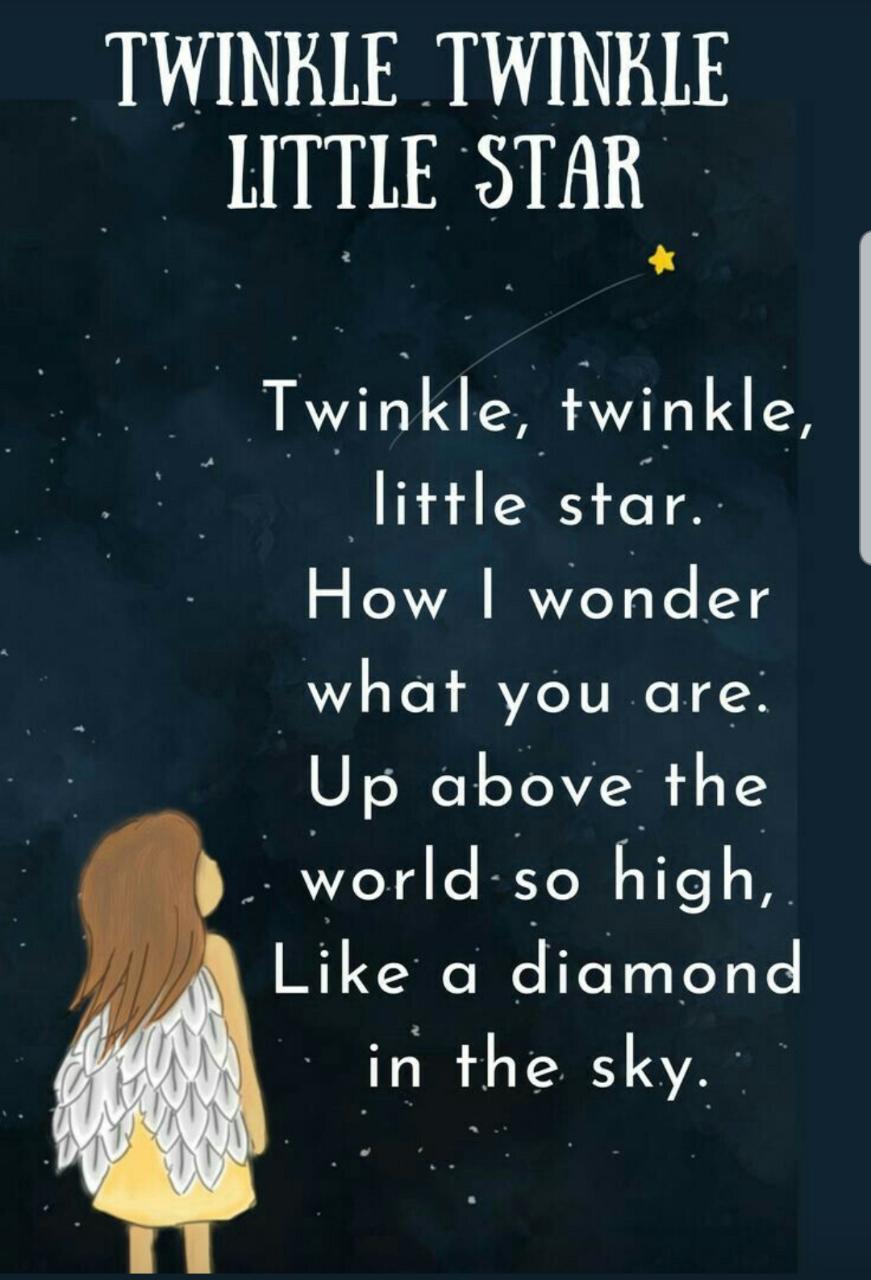 TWINKLE TWINKLE
LITTLE STAR
Twinkle, twinkle,
little star.
How I wonder
what you are.
Up above the
world so high,
Like a diamond
in the sky.